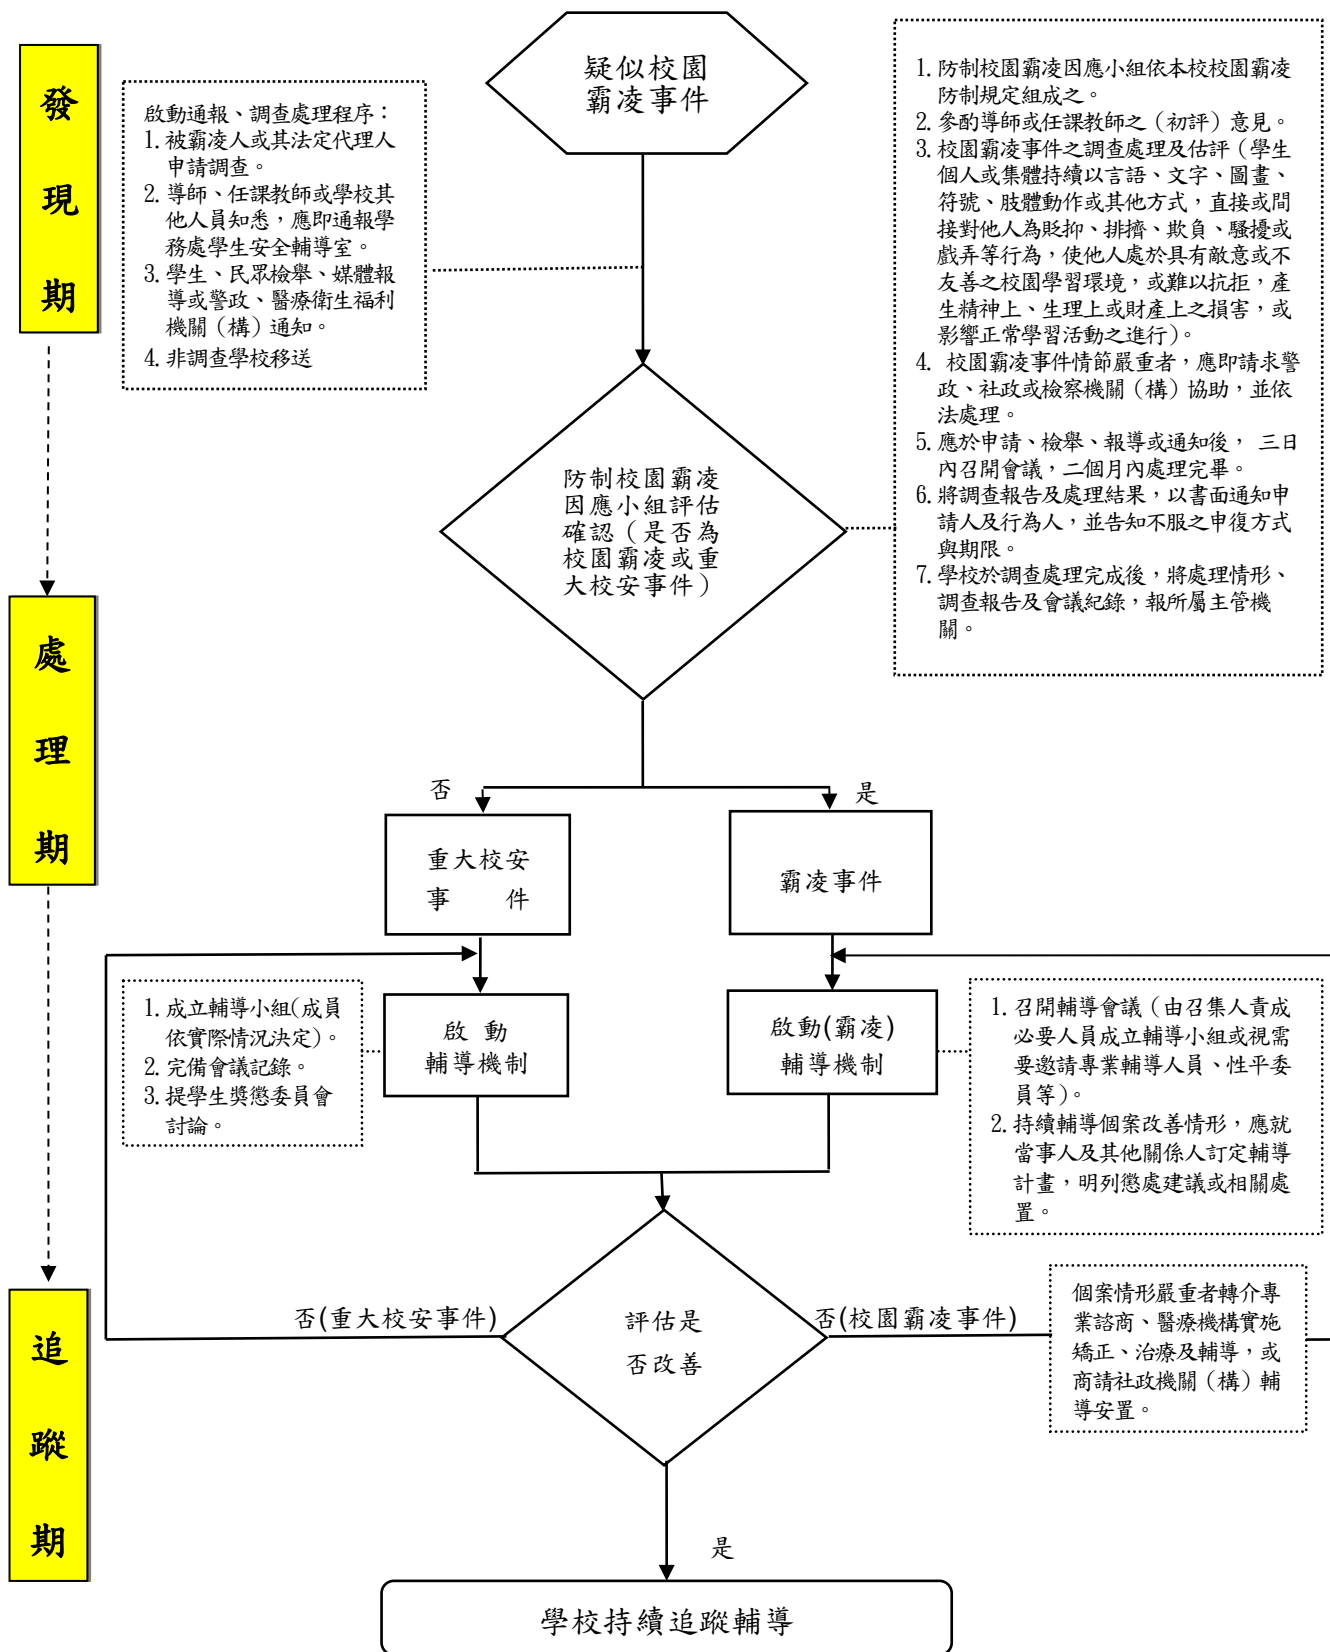 發
現
期
處
理
期
追
蹤
期
疑似校園
霸凌事件
啟動通報、調查處理程序：
1. 被霸凌人或其法定代理人
申請調查。
2. 導師、任課教師或學校其
他人員知悉，應即通報學
務處學生安全輔導室。
3. 學生、民眾檢舉、媒體報
導或警政、醫療衛生福利
機關（構）通知。
4. 非調查學校移送
1. 防制校園霸凌因應小組依本校校園霸凌
防制規定組成之。
2. 參酌導師或任課教師之（初評）意見。
3. 校園霸凌事件之調查處理及估評（學生
個人或集體持續以言語、文字、圖畫、
符號、肢體動作或其他方式，直接或間
接對他人為貶抑、排擠、欺負、騷擾或
戲弄等行為，使他人處於具有敵意或不
友善之校園學習環境，或難以抗拒，產
生精神上、生理上或財產上之損害，或
影響正常學習活動之進行）。
4. 校園霸凌事件情節嚴重者，應即請求警
政、社政或檢察機關（構）協助，並依
法處理。
5. 應於申請、檢舉、報導或通知後， 三日
內召開會議，二個月內處理完畢。
6. 將調查報告及處理結果，以書面通知申
請人及行為人，並告知不服之申復方式
與期限。
7. 學校於調查處理完成後，將處理情形、
調查報告及會議紀錄，報所屬主管機
關。
防制校園霸凌
因應小組評估
確認（是否為
校園霸凌或重
大校安事件）
否
是
重大校安
事 件
霸凌事件
1. 成立輔導小組(成員
依實際情況決定)。
2. 完備會議記錄。
3. 提學生獎懲委員會
討論。
啟 動
輔導機制
啟動(霸凌)
輔導機制
1. 召開輔導會議（由召集人責成
必要人員成立輔導小組或視需
要邀請專業輔導人員、性平委
員等）。
2. 持續輔導個案改善情形，應就
當事人及其他關係人訂定輔導
計畫，明列懲處建議或相關處
置。
否(重大校安事件)
評估是
否改善
否(校園霸凌事件)
個案情形嚴重者轉介專
業諮商、醫療機構實施
矯正、治療及輔導，或
商請社政機關（構）輔
導安置。
是
學校持續追蹤輔導